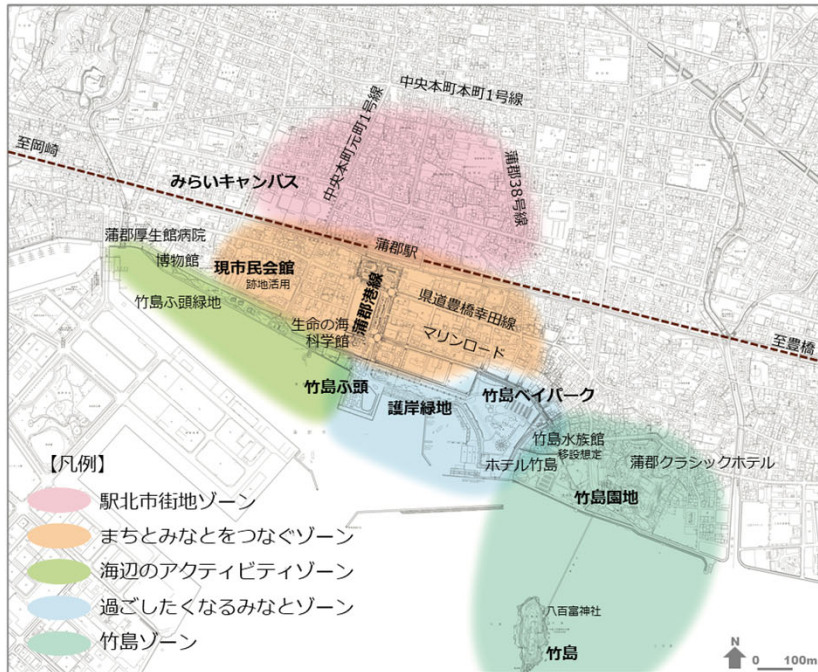 中央本町本町1号線
中央本町元町1号線
蒲郡38号線
至岡崎
みらいキャンパス
蒲郡駅
蒲郡厚生館病院
博物館
現市民会館
跡地活用
竹島ふ頭緑地
蒲郡港線
県道豊橋幸田線
マリンロード
生命の海
科学館
至豊橋
竹島ふ頭
護岸緑地
竹島ベイパーク
竹島水族館
移設想定
ホテル竹島
蒲郡クラシックホテル
竹島園地
八百富神社
竹島
【凡例】
駅北市街地ゾーン
まちとみなとをつなぐゾーン
海辺のアクティビティゾーン
過ごしたくなるみなとゾーン
竹島ゾーン
N
0 100m